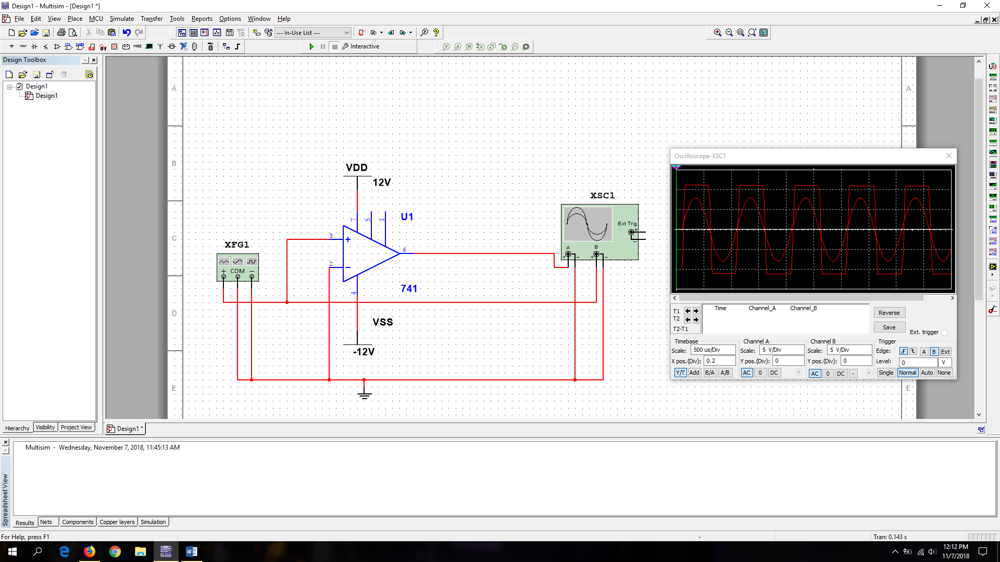 Design1 - Multisim - [Design1 *]
File Edit View Place MCU Simulate Transfer Tools Reports Options Window Help
--- In-Use List ---
Interactive
Design Toolbox
Design1
Design1
A
B
C
D
E
A
E
VDD
12V
XSC1
Ext Trig
A
B
U1
7
5
1
3
2
6
4
741
XFG1
COM
VSS
-12V
Oscilloscope-XSC1
T1
T2
T2-T1
Time Channel_A Channel_B
Reverse
Save
Ext. trigger
Timebase
Scale: 500 us/Div
X pos.(Div): 0.2
Y/T Add B/A A/B
Channel A
Scale: 5 V/Div
Y pos.(Div): 0
AC 0 DC
Channel B
Scale: 5 V/Div
Y pos.(Div): 0
AC 0 DC -
Trigger
Edge: A B Ext
Level: 0 V
Single Normal Auto None
Hierarchy Visibility Project View
Design1 *
Multisim - Wednesday, November 7, 2018, 11:45:13 AM
Spreadsheet View
Results Nets Components Copper layers Simulation
For Help, press F1
-
Tran: 0.143 s
12:12 PM
11/7/2018